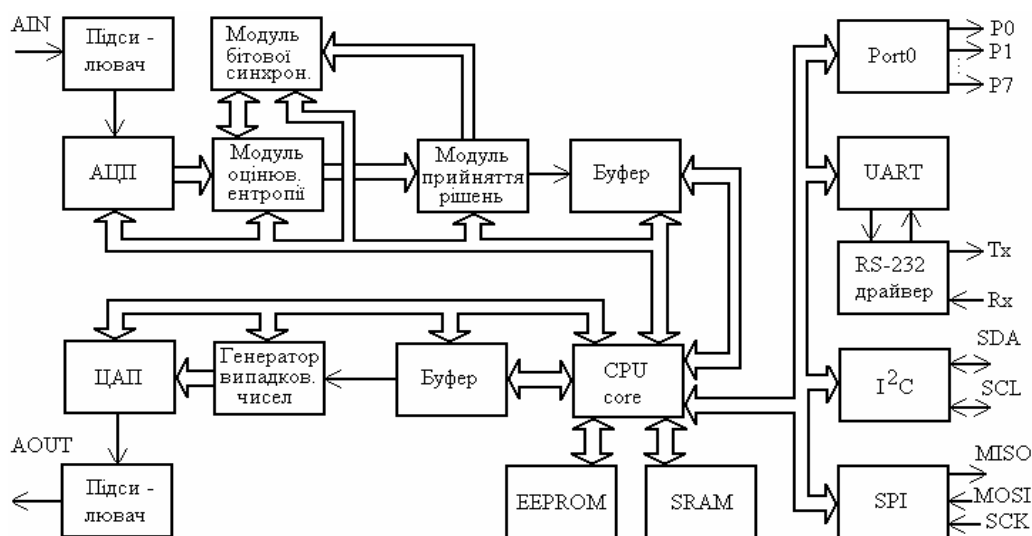 AIN
Підси -
лювач
Модуль
бітової
синхрон.
Port0
P0
P1
P7
АЦП
Модуль
оцінюв.
ентропії
Модуль
прийняття
рішень
Буфер
UART
RS-232
драйвер
Tx
Rx
ЦАП
Генератор
випадков.
чисел
Буфер
CPU
core
I²C
SDA
SCL
AOUT
Підси -
лювач
EEPROM
SRAM
SPI
MISO
MOSI
SCK